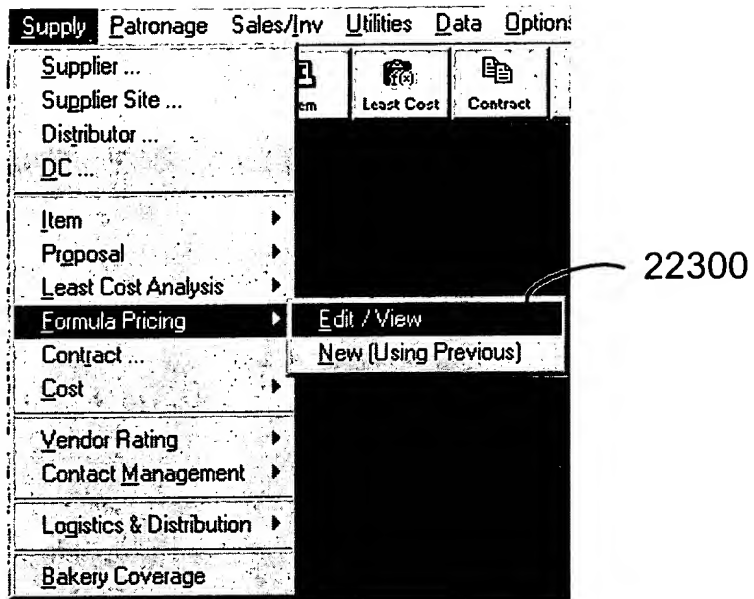 Supply Patronage Sales/Inv Utilities Data Option
Supplier ...
Supplier Site ...
Distributor ...
DC ...
Least Cost Contract
Item
Proposal
Least Cost Analysis
Formula Pricing
Edit / View
22300
New (Using Previous)
Contract ...
Cost
Vendor Rating
Contact Management
Logistics & Distribution
Bakery Coverage